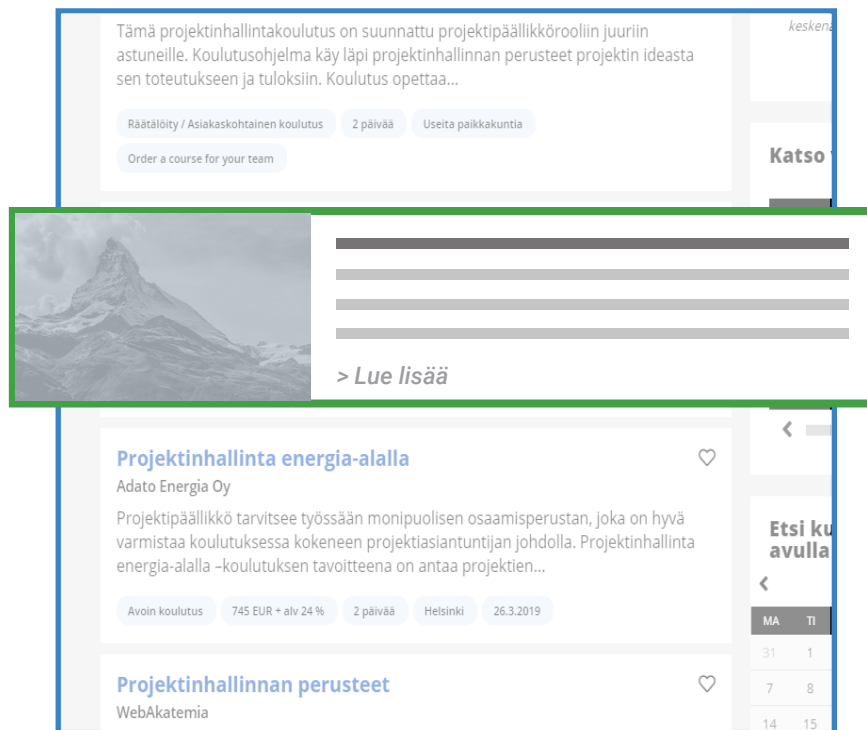 Tämä projektinhallintakoulutus on suunnattu projektipäällikkörooliin juuriin
astuneille. Koulutusohjelma käy läpi projektinhallinnan perusteet projektin ideasta
sen toteutukseen ja tuloksiin. Koulutus opettaa...
Räätälöity / Asiakaskohtainen koulutus 2 päivää Useita paikkakuntia
Order a course for your team
> Lue lisää
Projektinhallinta energia-alalla
Adato Energia Oy
Projektipäällikkö tarvitsee työssään monipuolisen osaamisperustan, joka on hyvä
varmistaa koulutuksessa kokeneen projektiasiantuntijan johdolla. Projektinhallinta
energia-alalla –koulutuksen tavoitteena on antaa projektien...
Avoin koulutus 745 EUR + alv 24 % 2 päivää Helsinki 26.3.2019
Projektinhallinnan perusteet
WebAkatemia
Katso
Etsi
avulla
MA TI
31 1
7 8
14 15